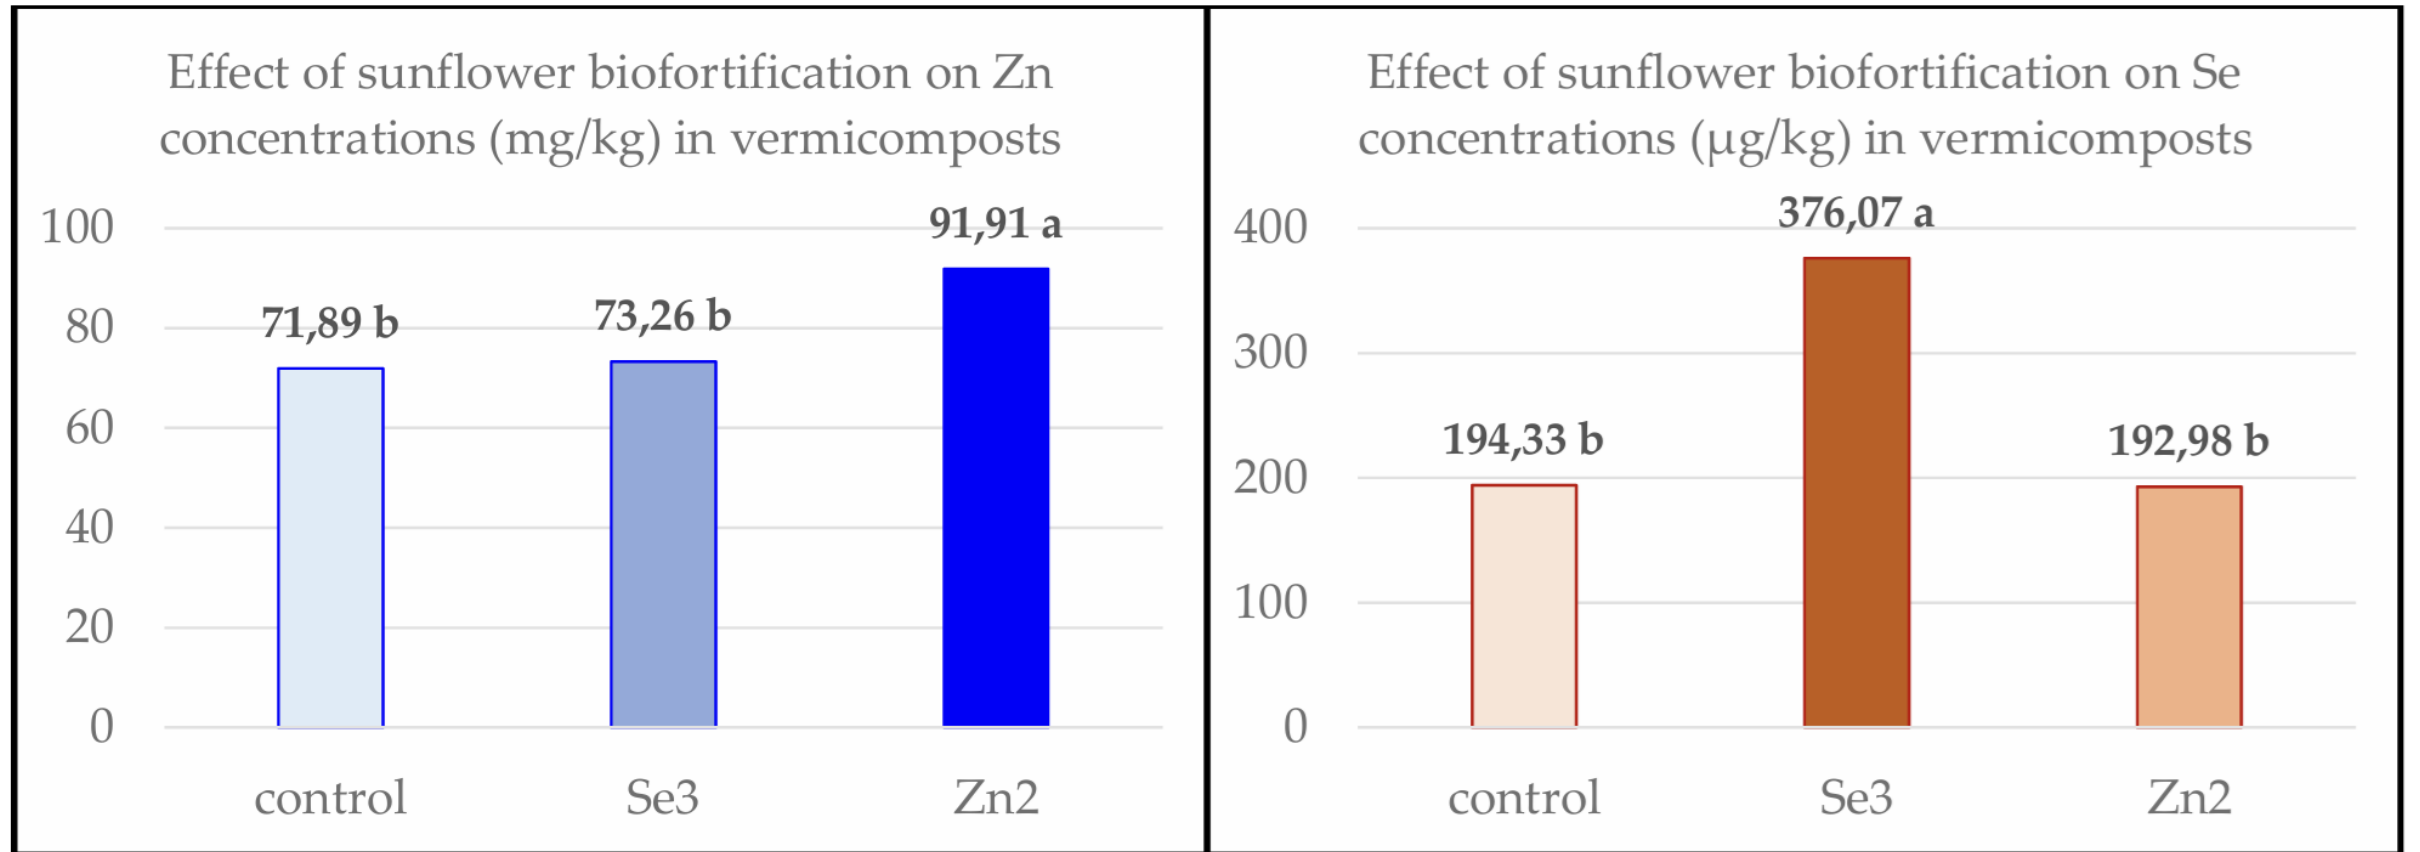 Effect of sunflower biofortification on Zn
concentrations (mg/kg) in vermicomposts
100
80
60
40
20
0
71,89 b
73,26 b
91,91 a
control
Se3
Zn2
Effect of sunflower biofortification on Se
concentrations (μg/kg) in vermicomposts
400
300
200
100
0
194,33 b
376,07 a
192,98 b
control
Se3
Zn2